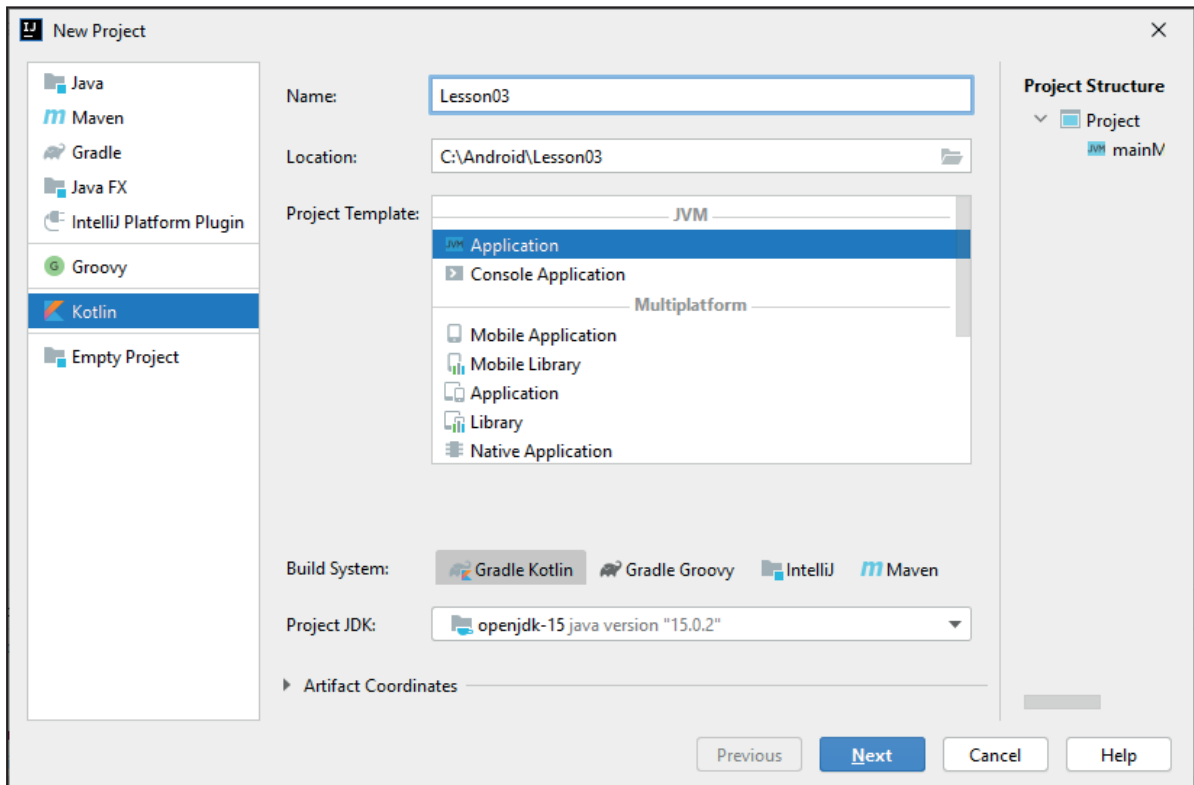 IJ New Project
Java
Maven
Gradle
Java FX
IntelliJ Platform Plugin
G Groovy
Kotlin
Empty Project
Name: Lesson03
Location: C:\Android\Lesson03
Project Template:
JVM
JVM Application
Console Application
Multiplatform
Mobile Application
Mobile Library
Application
Library
Native Application
Build System: Gradle Kotlin Gradle Groovy IntelliJ m Maven
Project JDK: openjdk-15 java version "15.0.2"
Artifact Coordinates
Project Structure
Project
JVM mainM
Previous Next Cancel Help